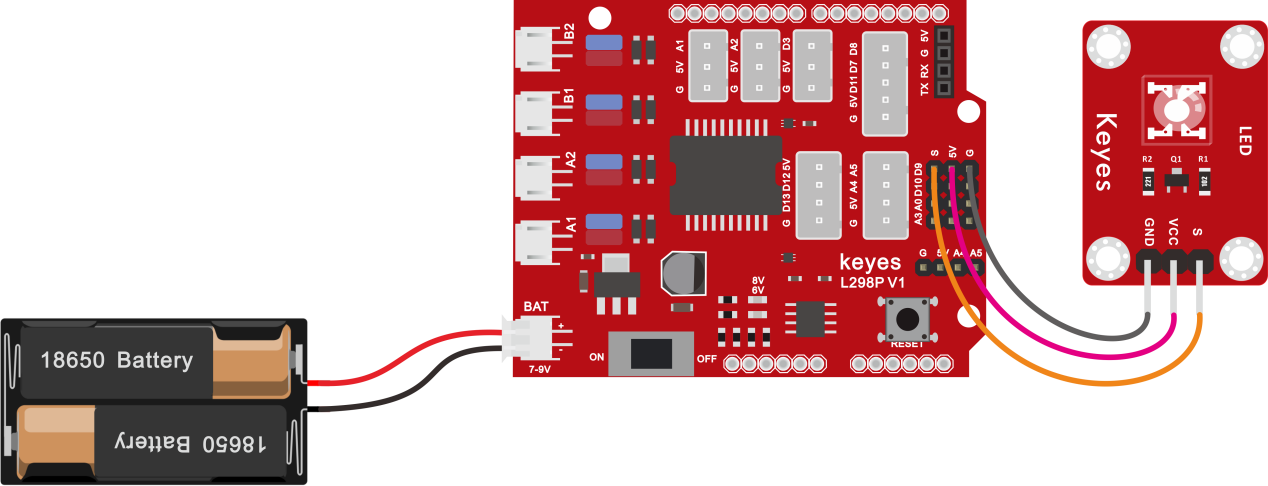 18650 Battery
18650 Battery
B2
B1
A2
A1
BAT
+
-
7-9V
ON
OFF
G 5V A1
G 5V A2
G 5V D3
G 5V D11 D7 D8
TX RX G 5V
G D13 D12 5V
G 5V A4 A5
S 5V G
A3 A0 D10 D9
G 5V A4 A5
keyes
L298P V1
8V
6V
RESET
Keyes
LED
R2 Q1 R1
221 102
GND VCC S